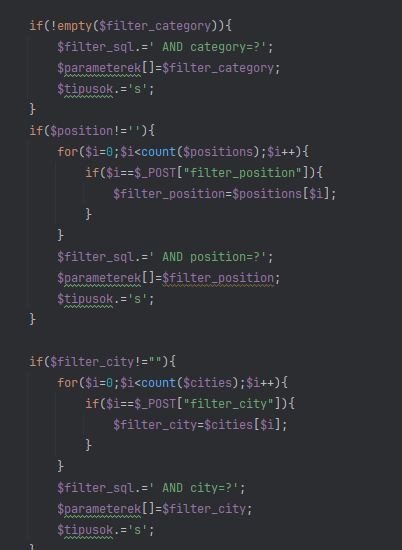 if(!empty($filter_category)){
$filter_sql.=' AND category=?';
$parameterek[]=$filter_category;
$tipusok.='s';
}
if($position!=''){
for($i=0;$i<count($positions);$i++){
if($i==$_POST["filter_position"]){
$filter_position=$positions[$i];
}
}
$filter_sql.=' AND position=?';
$parameterek[]=$filter_position;
$tipusok.='s';
}
if($filter_city!=""){
for($i=0;$i<count($cities);$i++){
if($i==$_POST["filter_city"]){
$filter_city=$cities[$i];
}
}
$filter_sql.=' AND city=?';
$parameterek[]=$filter_city;
$tipusok.='s';
}